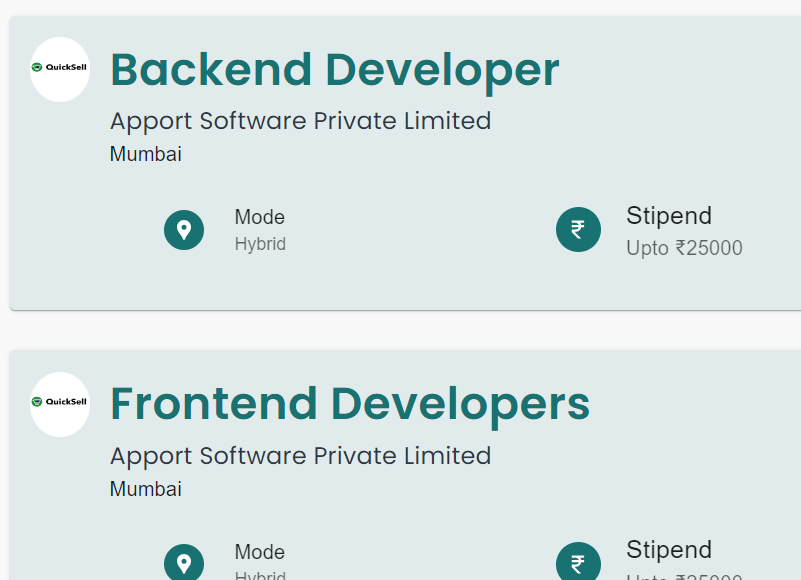 QuickSell
Backend Developer
Apport Software Private Limited
Mumbai
Mode
Hybrid
₹
Stipend
Upto ₹25000
QuickSell
Frontend Developers
Apport Software Private Limited
Mumbai
Mode
Hybrid
₹
Stipend